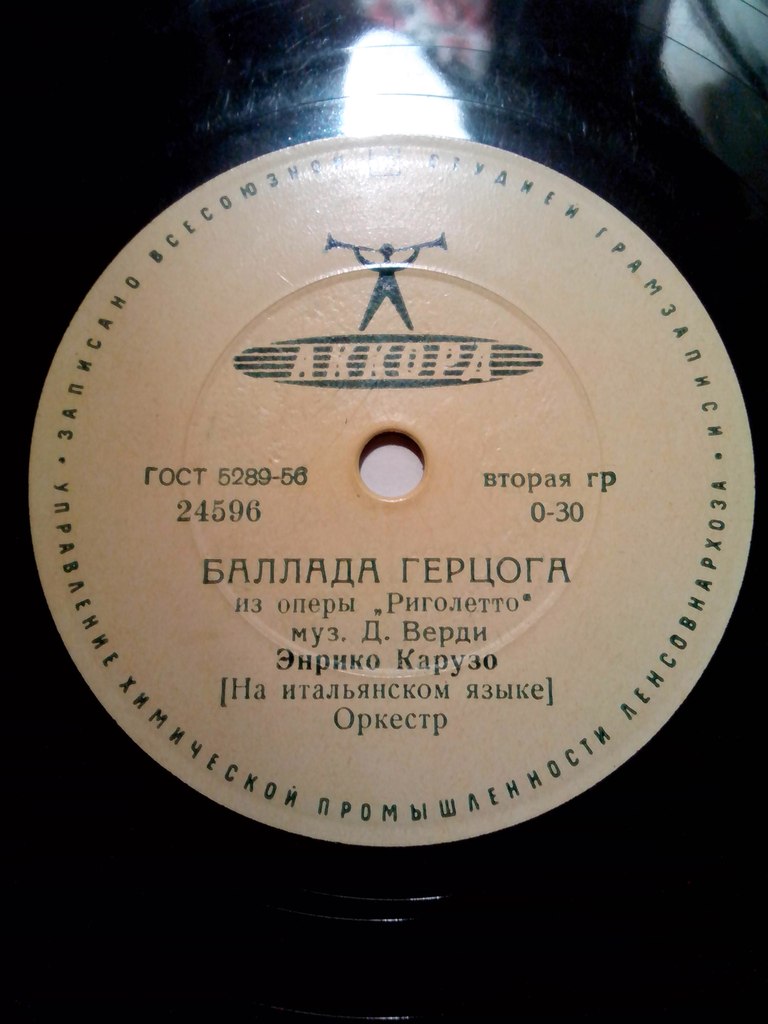 ЗАПИСАНО ВСЕСОЮЗНОЙ СТУДИЕЙ ГРАМЗАПИСИ
АККОРД
ГОСТ 5289-56
вторая гр
24596
0-30
БАЛЛАДА ГЕРЦОГА
из оперы „Риголетто"
муз. Д. Верди
Энрико Карузо
[На итальянском языке]
Оркестр
УПРАВЛЕНИЕ ХИМИЧЕСКОЙ ПРОМЫШЛЕННОСТИ ЛЕНСОВНАРХОЗА